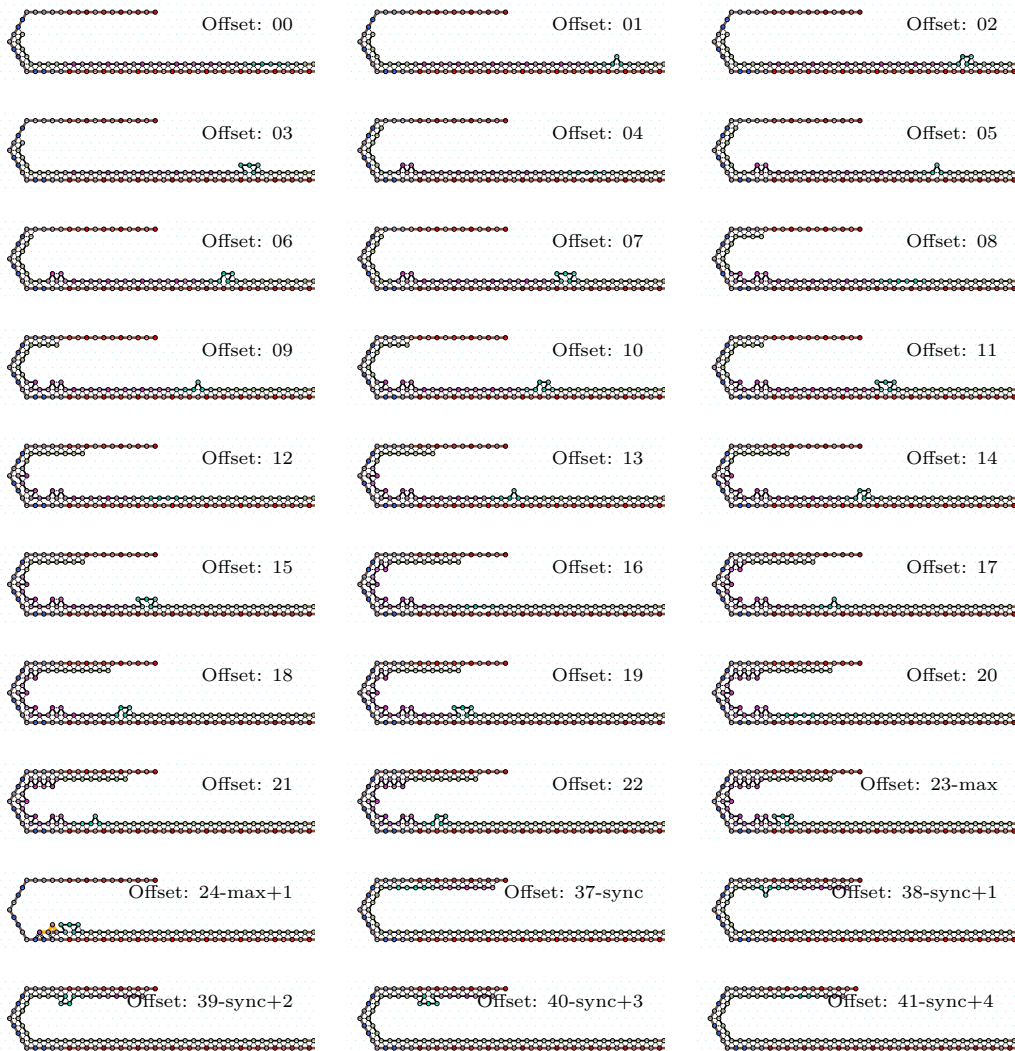 Offset: 00 Offset: 01 Offset: 02
Offset: 03 Offset: 04 Offset: 05
Offset: 06 Offset: 07 Offset: 08
Offset: 09 Offset: 10 Offset: 11
Offset: 12 Offset: 13 Offset: 14
Offset: 15 Offset: 16 Offset: 17
Offset: 18 Offset: 19 Offset: 20
Offset: 21 Offset: 22 Offset: 23-max
Offset: 24-max+1 Offset: 37-sync Offset: 38-sync+1
Offset: 39-sync+2 Offset: 40-sync+3 Offset: 41-sync+4